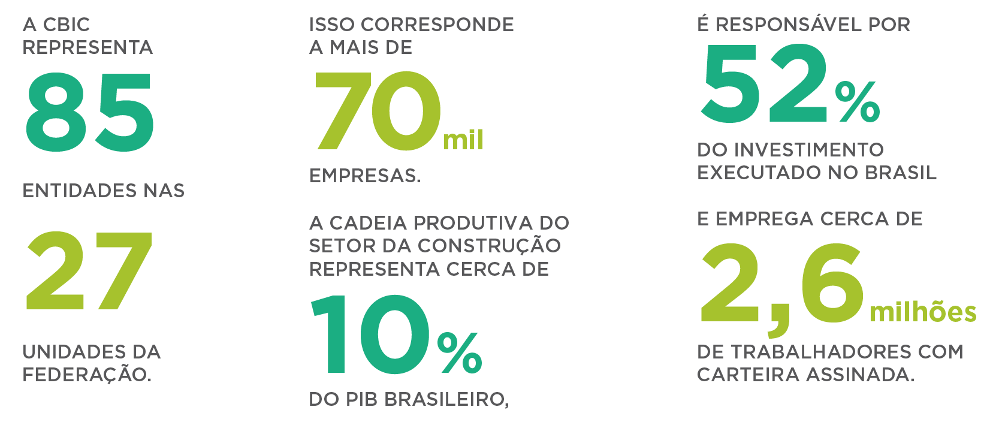 A CBIC
REPRESENTA
85
ENTIDADES NAS
27
UNIDADES DA
FEDERAÇÃO.
ISSO CORRESPONDE
A MAIS DE
70 mil
EMPRESAS.
A CADEIA PRODUTIVA DO
SETOR DA CONSTRUÇÃO
REPRESENTA CERCA DE
10%
DO PIB BRASILEIRO,
É RESPONSÁVEL POR
52%
DO INVESTIMENTO
EXECUTADO NO BRASIL
E EMPREGA CERCA DE
2,6 milhões
DE TRABALHADORES COM
CARTEIRA ASSINADA.